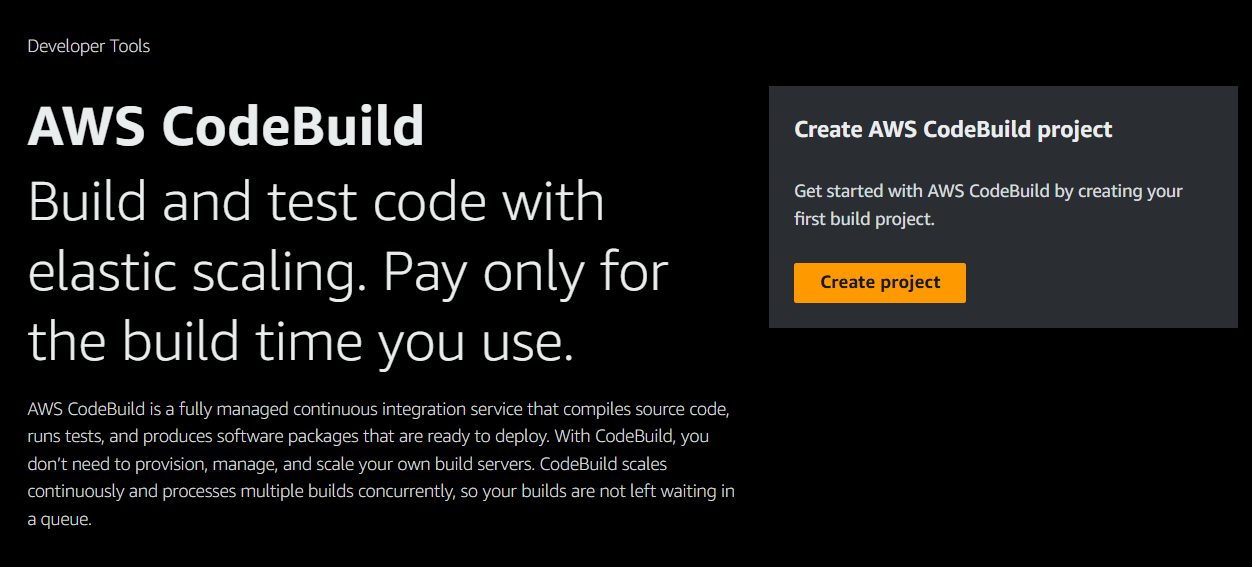 Developer Tools
AWS CodeBuild
Build and test code with
elastic scaling. Pay only for
the build time you use.
AWS CodeBuild is a fully managed continuous integration service that compiles source code,
runs tests, and produces software packages that are ready to deploy. With CodeBuild, you
don’t need to provision, manage, and scale your own build servers. CodeBuild scales
continuously and processes multiple builds concurrently, so your builds are not left waiting in
a queue.
Create AWS CodeBuild project
Get started with AWS CodeBuild by creating your
first build project.
Create project